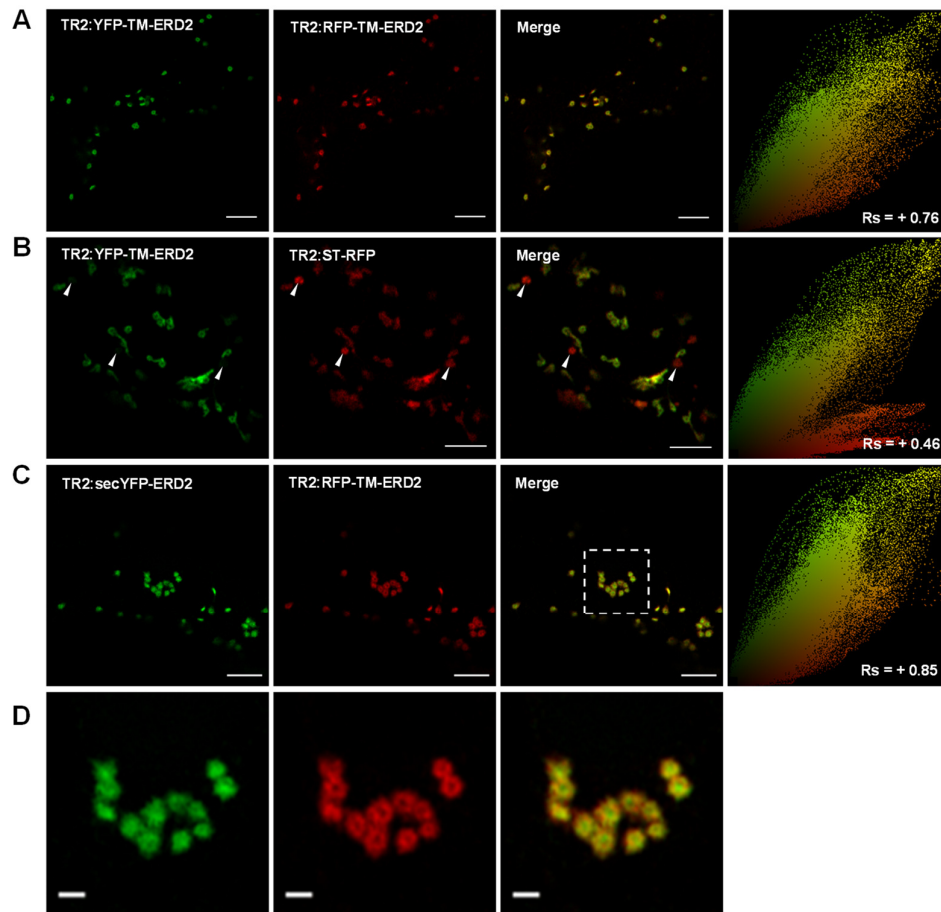 A
TR2:YFP-TM-ERD2
TR2:RFP-TM-ERD2
Merge
Rs = + 0.76
B
TR2:YFP-TM-ERD2
TR2:ST-RFP
Merge
Rs = + 0.46
C
TR2:secYFP-ERD2
TR2:RFP-TM-ERD2
Merge
Rs = + 0.85
D